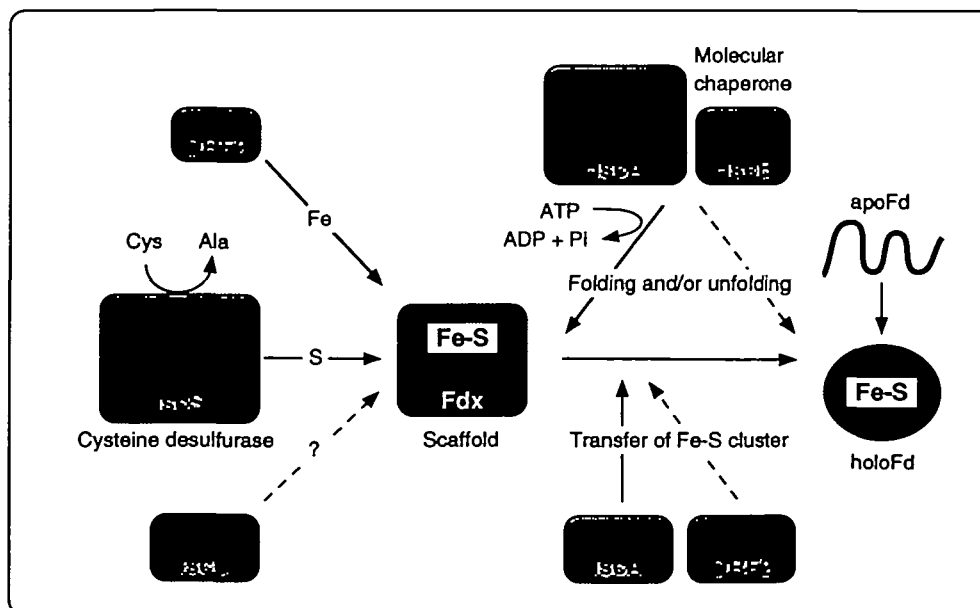 Molecular
chaperone
Fe
ATP
ADP + Pi
apoFd
Cys
Ala
Folding and/or unfolding
Fe-S
S
Fdx
Fe-S
Cysteine desulfurase
Scaffold
?
Transfer of Fe-S cluster
holoFd